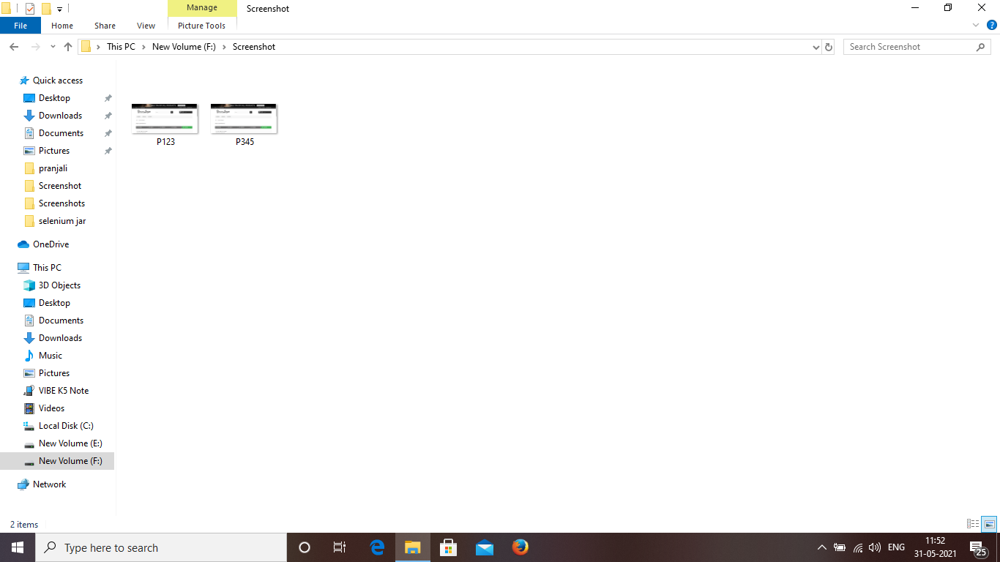 Manage
Screenshot
File
Home
Share
View
Picture Tools
This PC
New Volume (F:)
Screenshot
Search Screenshot
Quick access
Desktop
Downloads
Documents
Pictures
pranjali
Screenshot
Screenshots
selenium jar
OneDrive
This PC
3D Objects
Desktop
Documents
Downloads
Music
Pictures
VIBE K5 Note
Videos
Local Disk (C:)
New Volume (E:)
New Volume (F:)
Network
P123
P345
2 items
Type here to search
ENG
11:52
31-05-2021
25